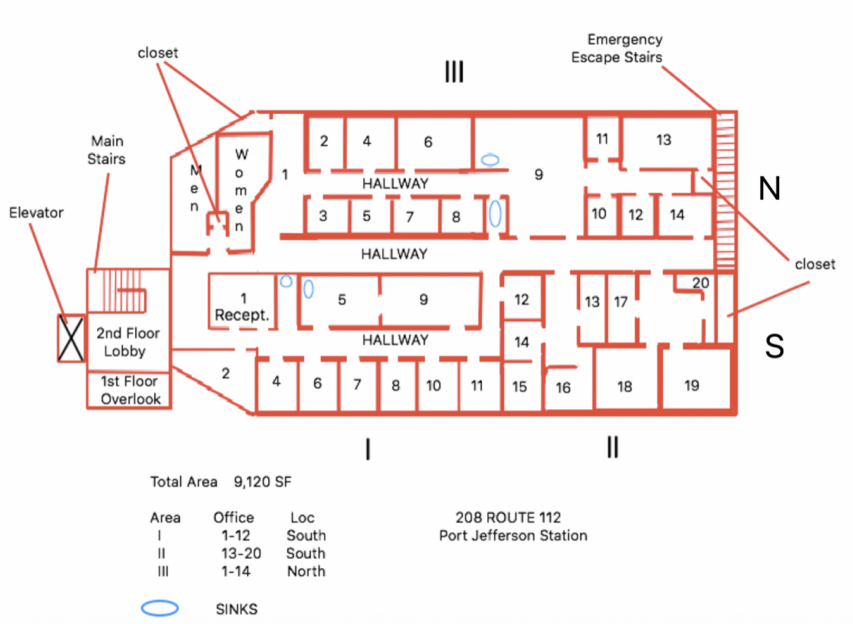 Emergency
Escape Stairs
closet
III
Main
Stairs
Elevator
Men
Women
1
2
4
6
9
11
13
HALLWAY
N
3
5
7
8
10
12
14
HALLWAY
closet
1
Recept.
5
9
12
13
17
20
S
2nd Floor
Lobby
HALLWAY
14
1st Floor
Overlook
2
4
6
7
8
10
11
15
16
18
19
I
II
Total Area 9,120 SF
Area Office Loc
I 1-12 South
II 13-20 South
III 1-14 North
208 ROUTE 112
Port Jefferson Station
SINKS